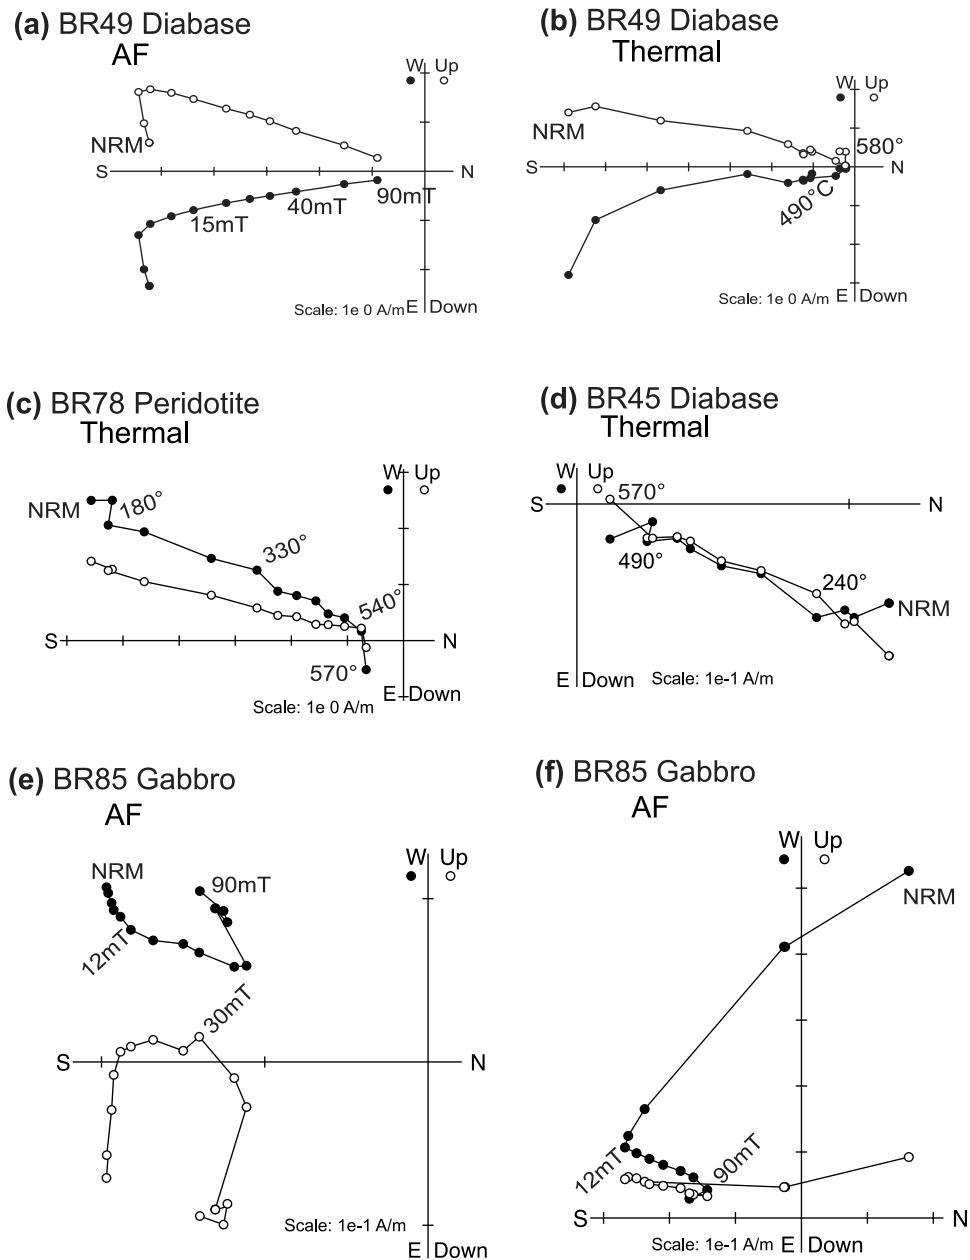 (a) BR49 Diabase
AF
W Up
NRM
S
N
15mT
40mT
90mT
Scale: 1e 0 A/m
E Down
(b) BR49 Diabase
Thermal
W Up
NRM
580°
S
N
490°C
Scale: 1e 0 A/m
E Down
(c) BR78 Peridotite
Thermal
W Up
NRM
180°
330°
540°
S
N
570°
E Down
Scale: 1e 0 A/m
(d) BR45 Diabase
Thermal
W Up
S
570°
N
490°
240°
NRM
E Down
Scale: 1e-1 A/m
(e) BR85 Gabbro
AF
W Up
NRM
90mT
12mT
30mT
S
N
Scale: 1e-1 A/m
E Down
(f) BR85 Gabbro
AF
W Up
NRM
12mT
90mT
S
N
Scale: 1e-1 A/m
E Down